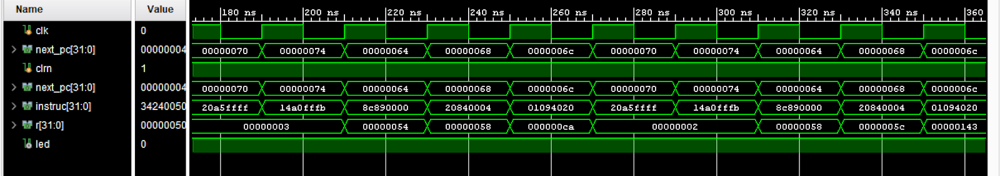 Name Value 180 ns 200 ns 220 ns 240 ns 260 ns 280 ns 300 ns 320 ns 340 ns 360
clk 0
next_pc[31:0] 00000004 00000070 00000074 00000064 00000068 0000006c 00000070 00000074 00000064 00000068 0000006c
clrn 1
next_pc[31:0] 00000004 00000070 00000074 00000064 00000068 0000006c 00000070 00000074 00000064 00000068 0000006c
instruc[31:0] 34240050 20a5ffff 14a0fffb 8c890000 20840004 01094020 20a5ffff 14a0fffb 8c890000 20840004 01094020
r[31:0] 00000050 00000003 00000054 00000058 000000ca 00000002 00000058 0000005c 00000143
led 0